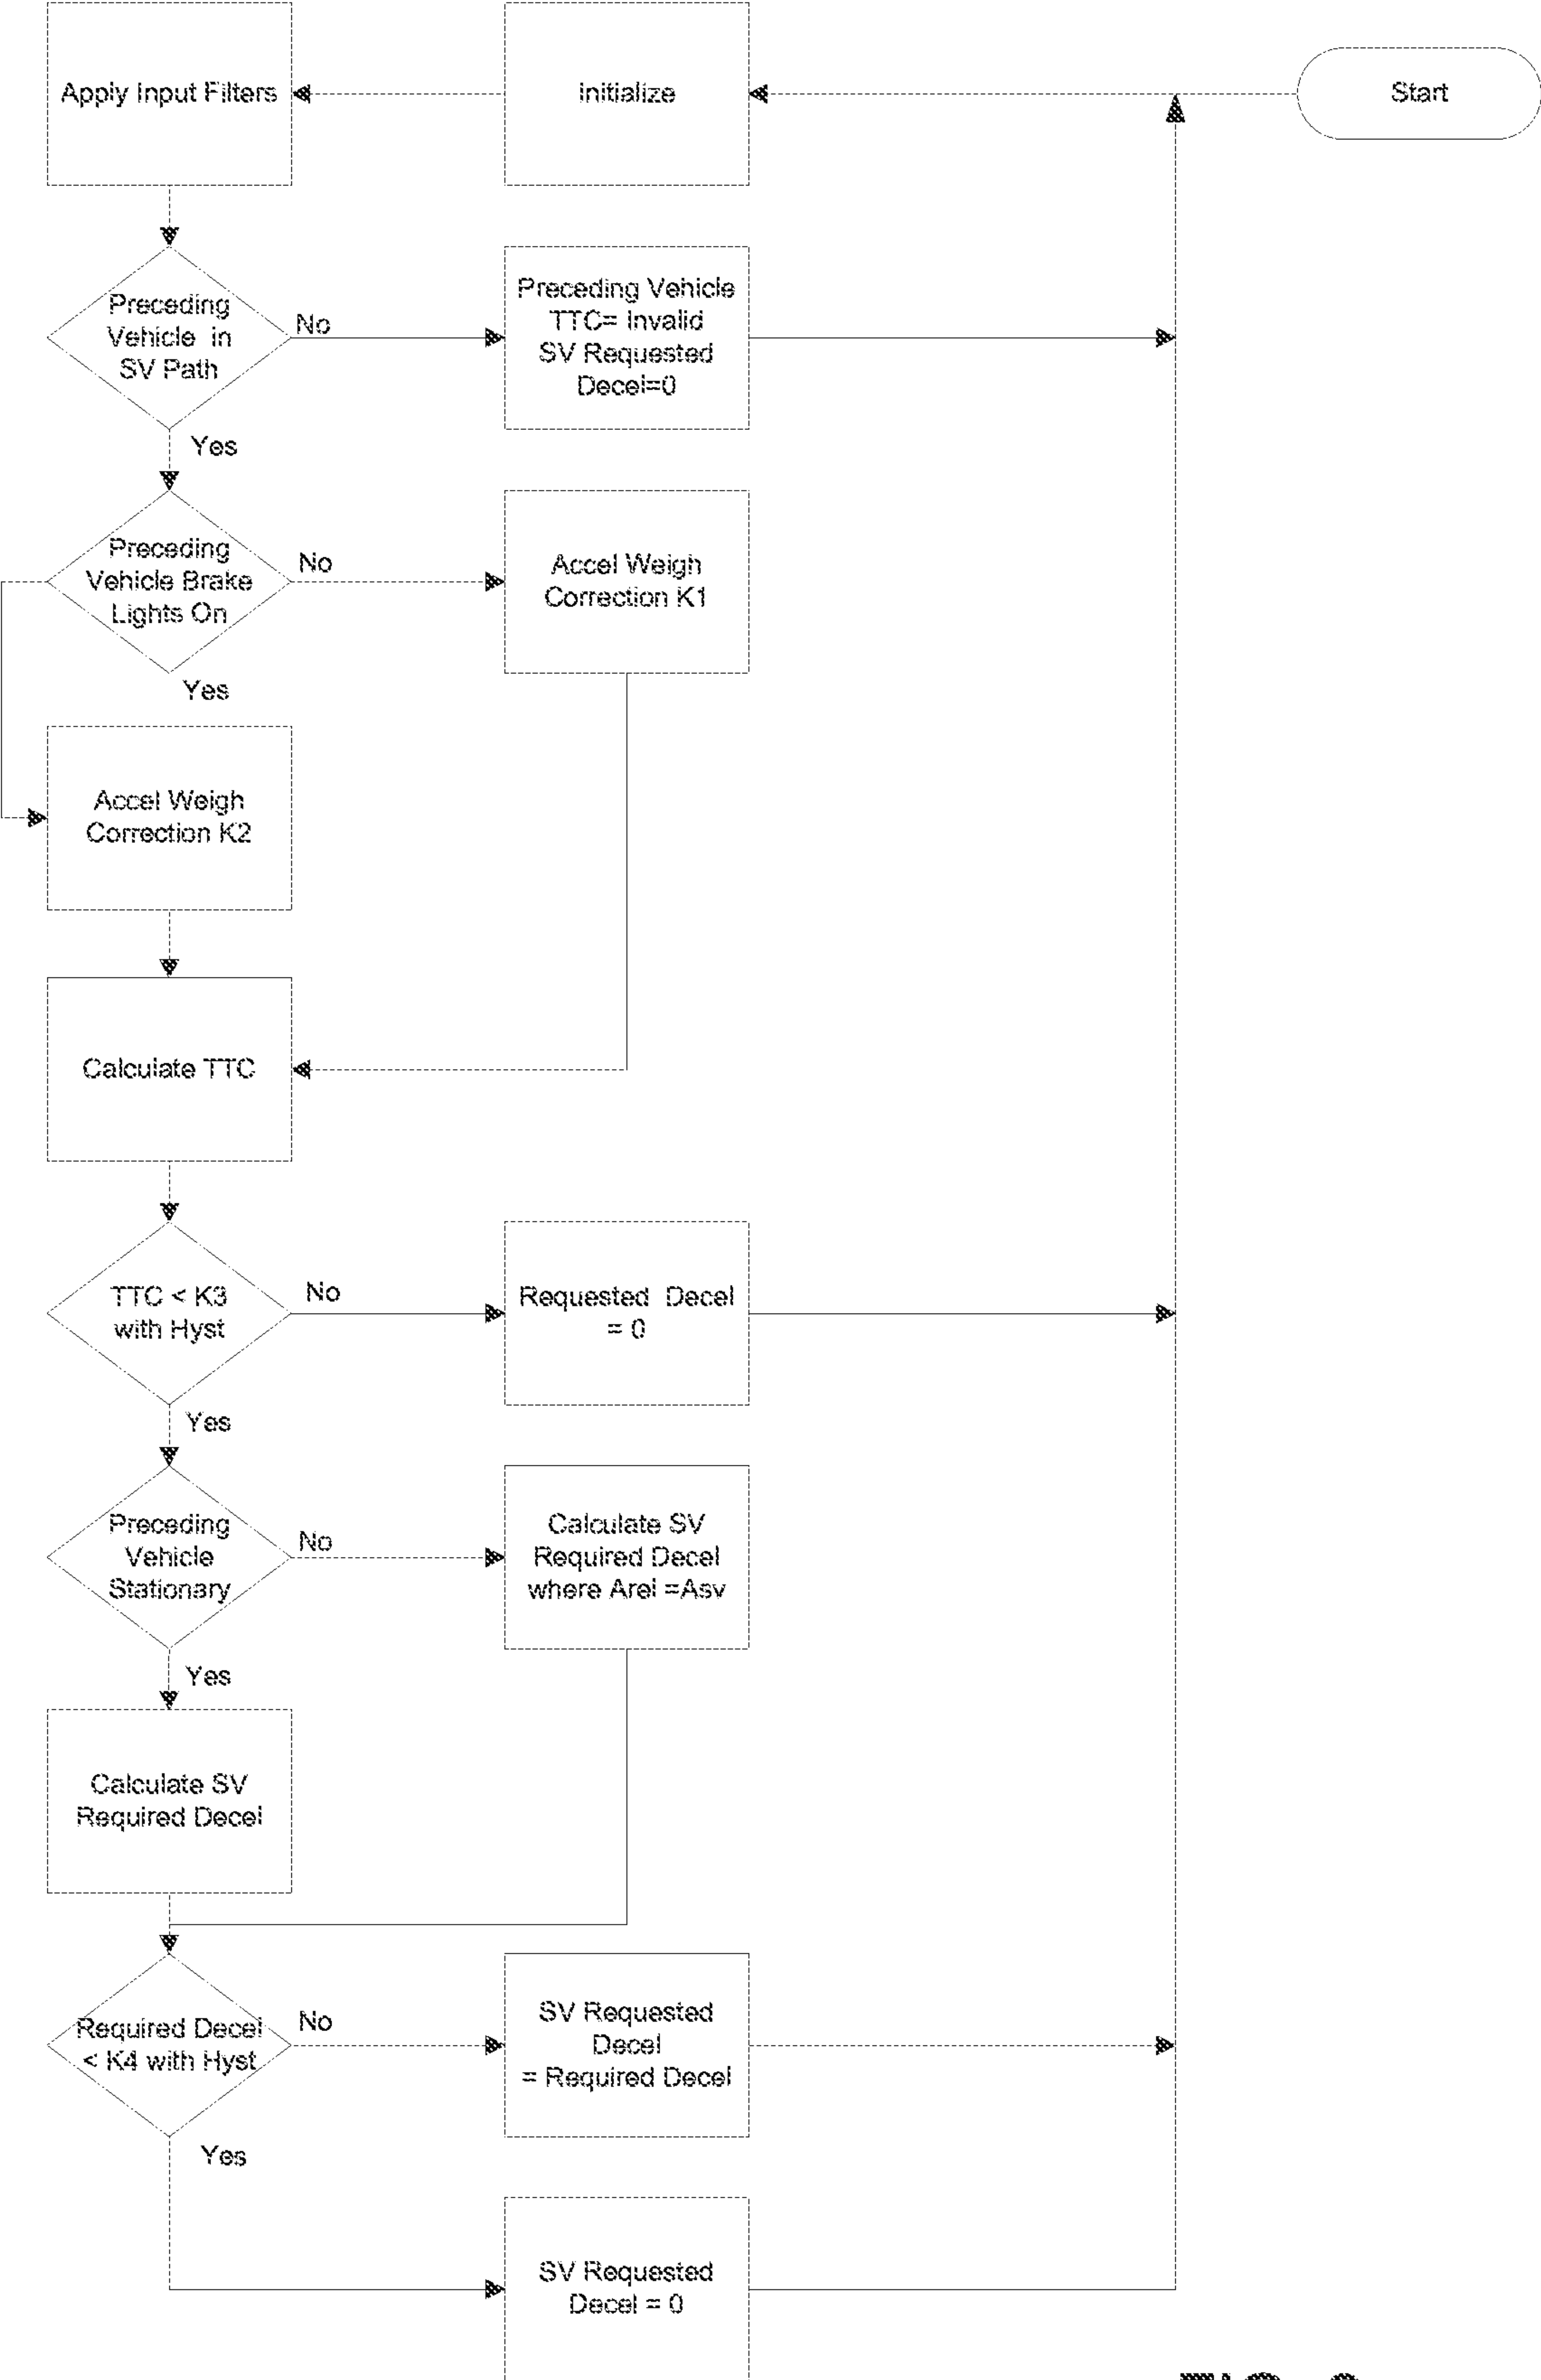 Apply Input Filters
Initialize
Start
Preceding
Vehicle in
SV Path
No
Preceding Vehicle
TTC= Invalid
SV Requested
Decel=0
Yes
Preceding
Vehicle Brake
Lights On
No
Accel Weigh
Correction K1
Yes
Accel Weigh
Correction K2
Calculate TTC
TTC < K3
with Hyst
No
Requested Decel
= 0
Yes
Preceding
Vehicle
Stationary
No
Calculate SV
Required Decel
where Arel =Asv
Yes
Calculate SV
Required Decel
Required Decel
< K4 with Hyst
No
SV Requested
Decel
= Required Decel
Yes
SV Requested
Decel = 0